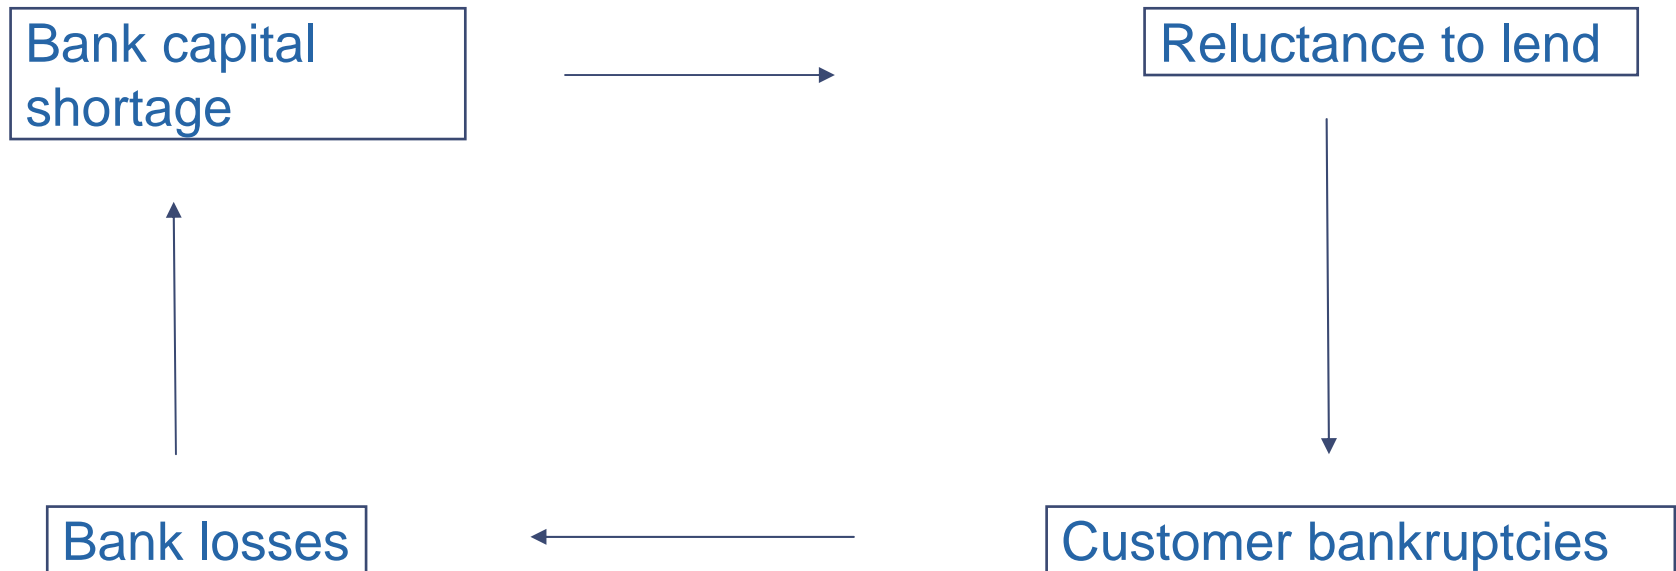 Bank capital
shortage
Reluctance to lend
Bank losses
Customer bankruptcies